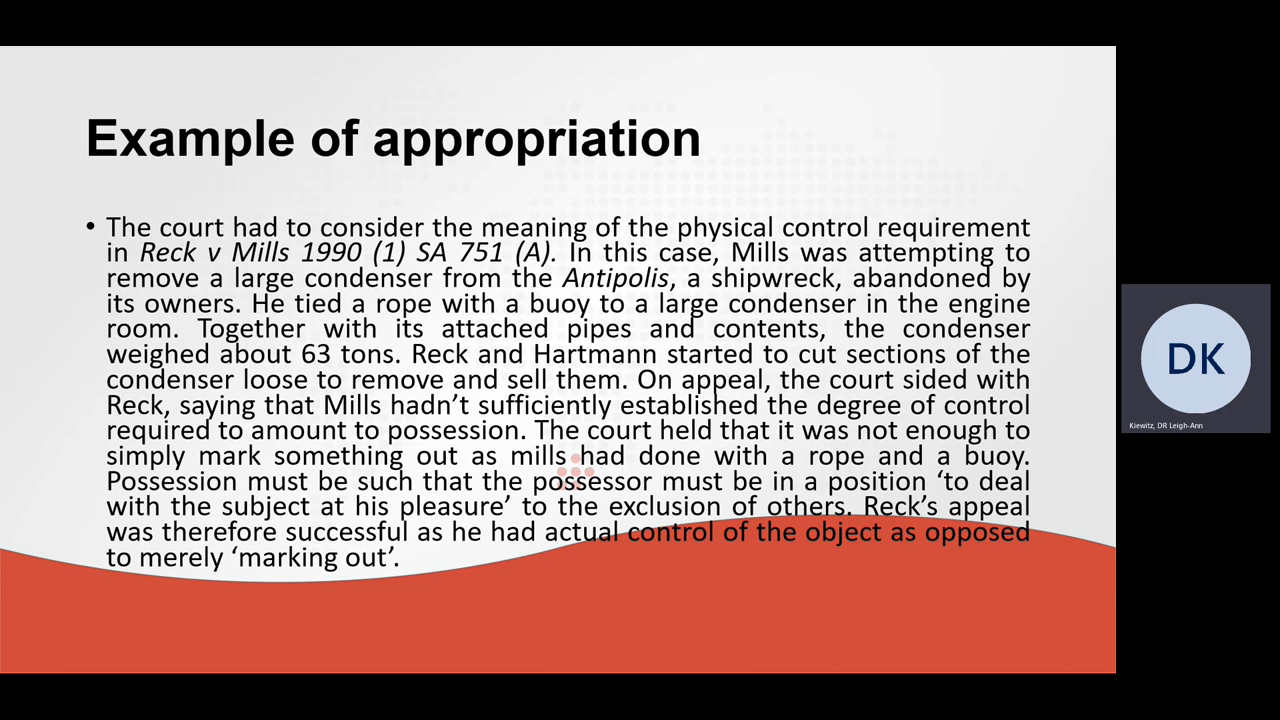 Example of appropriation
• The court had to consider the meaning of the physical control requirement
in Reck v Mills 1990 (1) SA 751 (A). In this case, Mills was attempting to
remove a large condenser from the Antipolis, a shipwreck, abandoned by
its owners. He tied a rope with a buoy to a large condenser in the engine
room. Together with its attached pipes and contents, the condenser
weighed about 63 tons. Reck and Hartmann started to cut sections of the
condenser loose to remove and sell them. On appeal, the court sided with
Reck, saying that Mills hadn’t sufficiently established the degree of control
required to amount to possession. The court held that it was not enough to
simply mark something out as mills had done with a rope and a buoy.
Possession must be such that the possessor must be in a position ‘to deal
with the subject at his pleasure’ to the exclusion of others. Reck’s appeal
was therefore successful as he had actual control of the object as opposed
to merely ‘marking out’.
DK
Kiewitz, DR Leigh-Ann